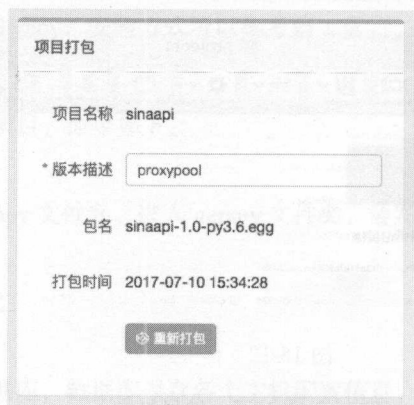 项目打包
项目名称 sinaapi
* 版本描述 proxypool
包名 sinaapi-1.0-py3.6.egg
打包时间 2017-07-10 15:34:28
重新打包